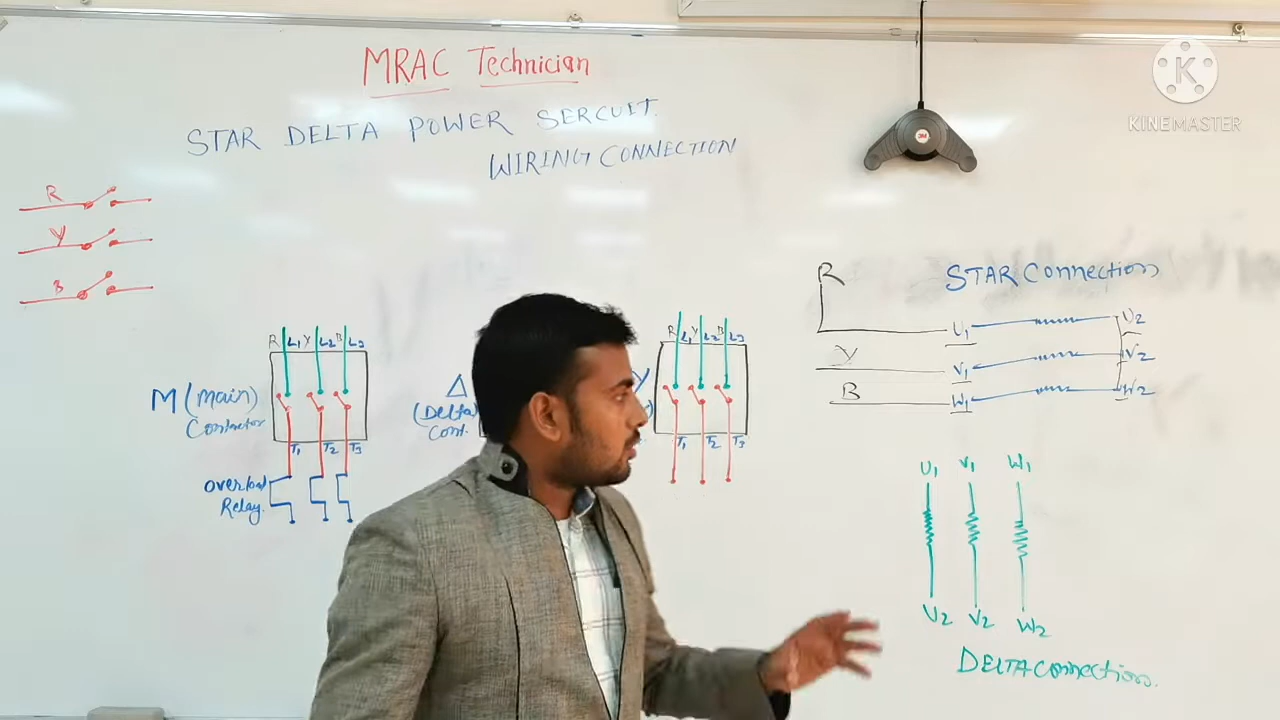 MRAC Technician
STAR DELTA POWER SERCUIT.
WIRING CONNECTION
KINEMASTER
3M
R
Y
B
M (Main)
Contactor
R L1 Y L2 B L3
T1 T2 T3
Overload
Relay.
Δ
(Delta)
Cont.
Y
R L1 Y L2 B L3
T1 T2 T3
STAR Connection
R U1 U2
Y V1 V2
B W1 W2
U1 V1 W1
U2 V2 W2
DELTA Connection.